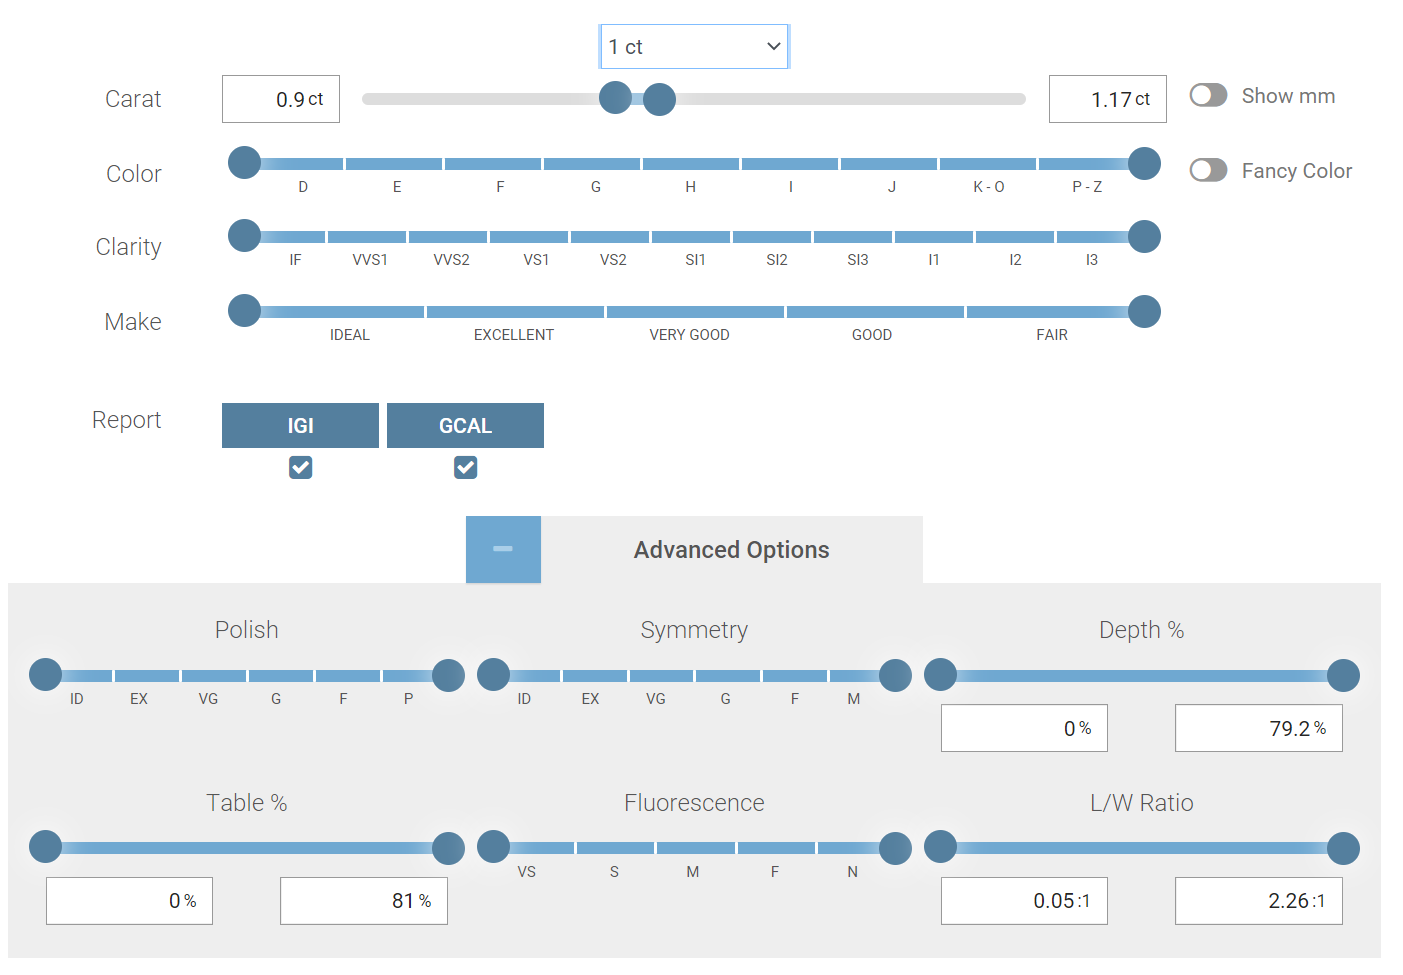 1 ct
Carat
0.9 ct
1.17 ct
Show mm
Color
D E F G H I J K - O P - Z
Fancy Color
Clarity
IF VVS1 VVS2 VS1 VS2 SI1 SI2 SI3 I1 I2 I3
Make
IDEAL EXCELLENT VERY GOOD GOOD FAIR
Report
IGI GCAL
Advanced Options
Polish
ID EX VG G F P
Symmetry
ID EX VG G F M
Depth %
0 % 79.2 %
Table %
0 % 81 %
Fluorescence
VS S M F N
L/W Ratio
0.05 :1 2.26 :1